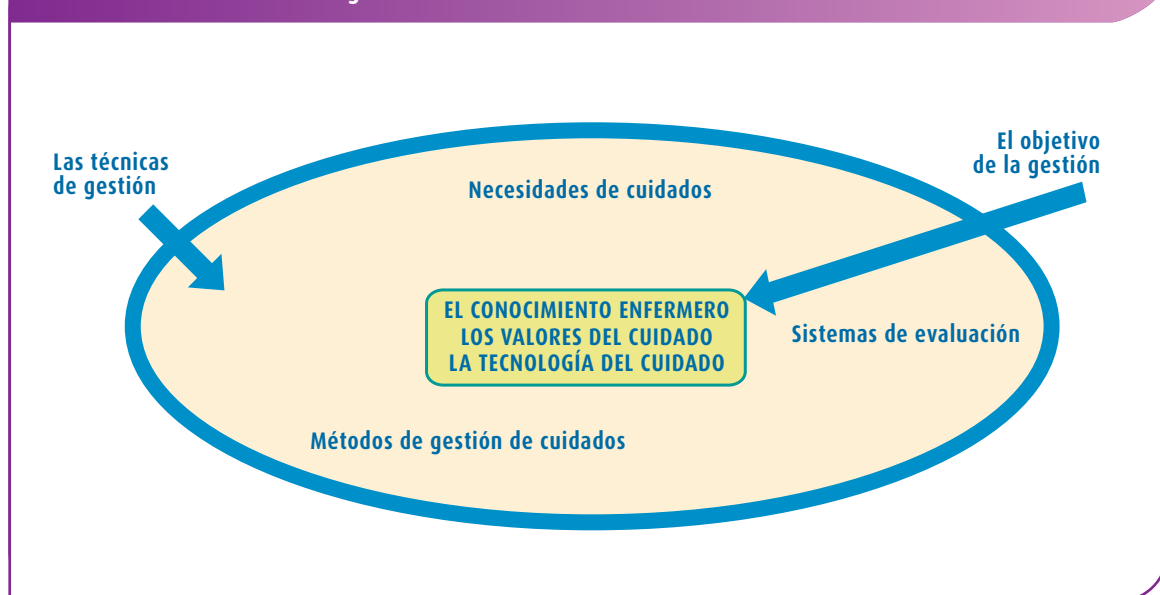 Las técnicas
de gestión
El objetivo
de la gestión
Necesidades de cuidados
EL CONOCIMIENTO ENFERMERO
LOS VALORES DEL CUIDADO
LA TECNOLOGÍA DEL CUIDADO
Sistemas de evaluación
Métodos de gestión de cuidados